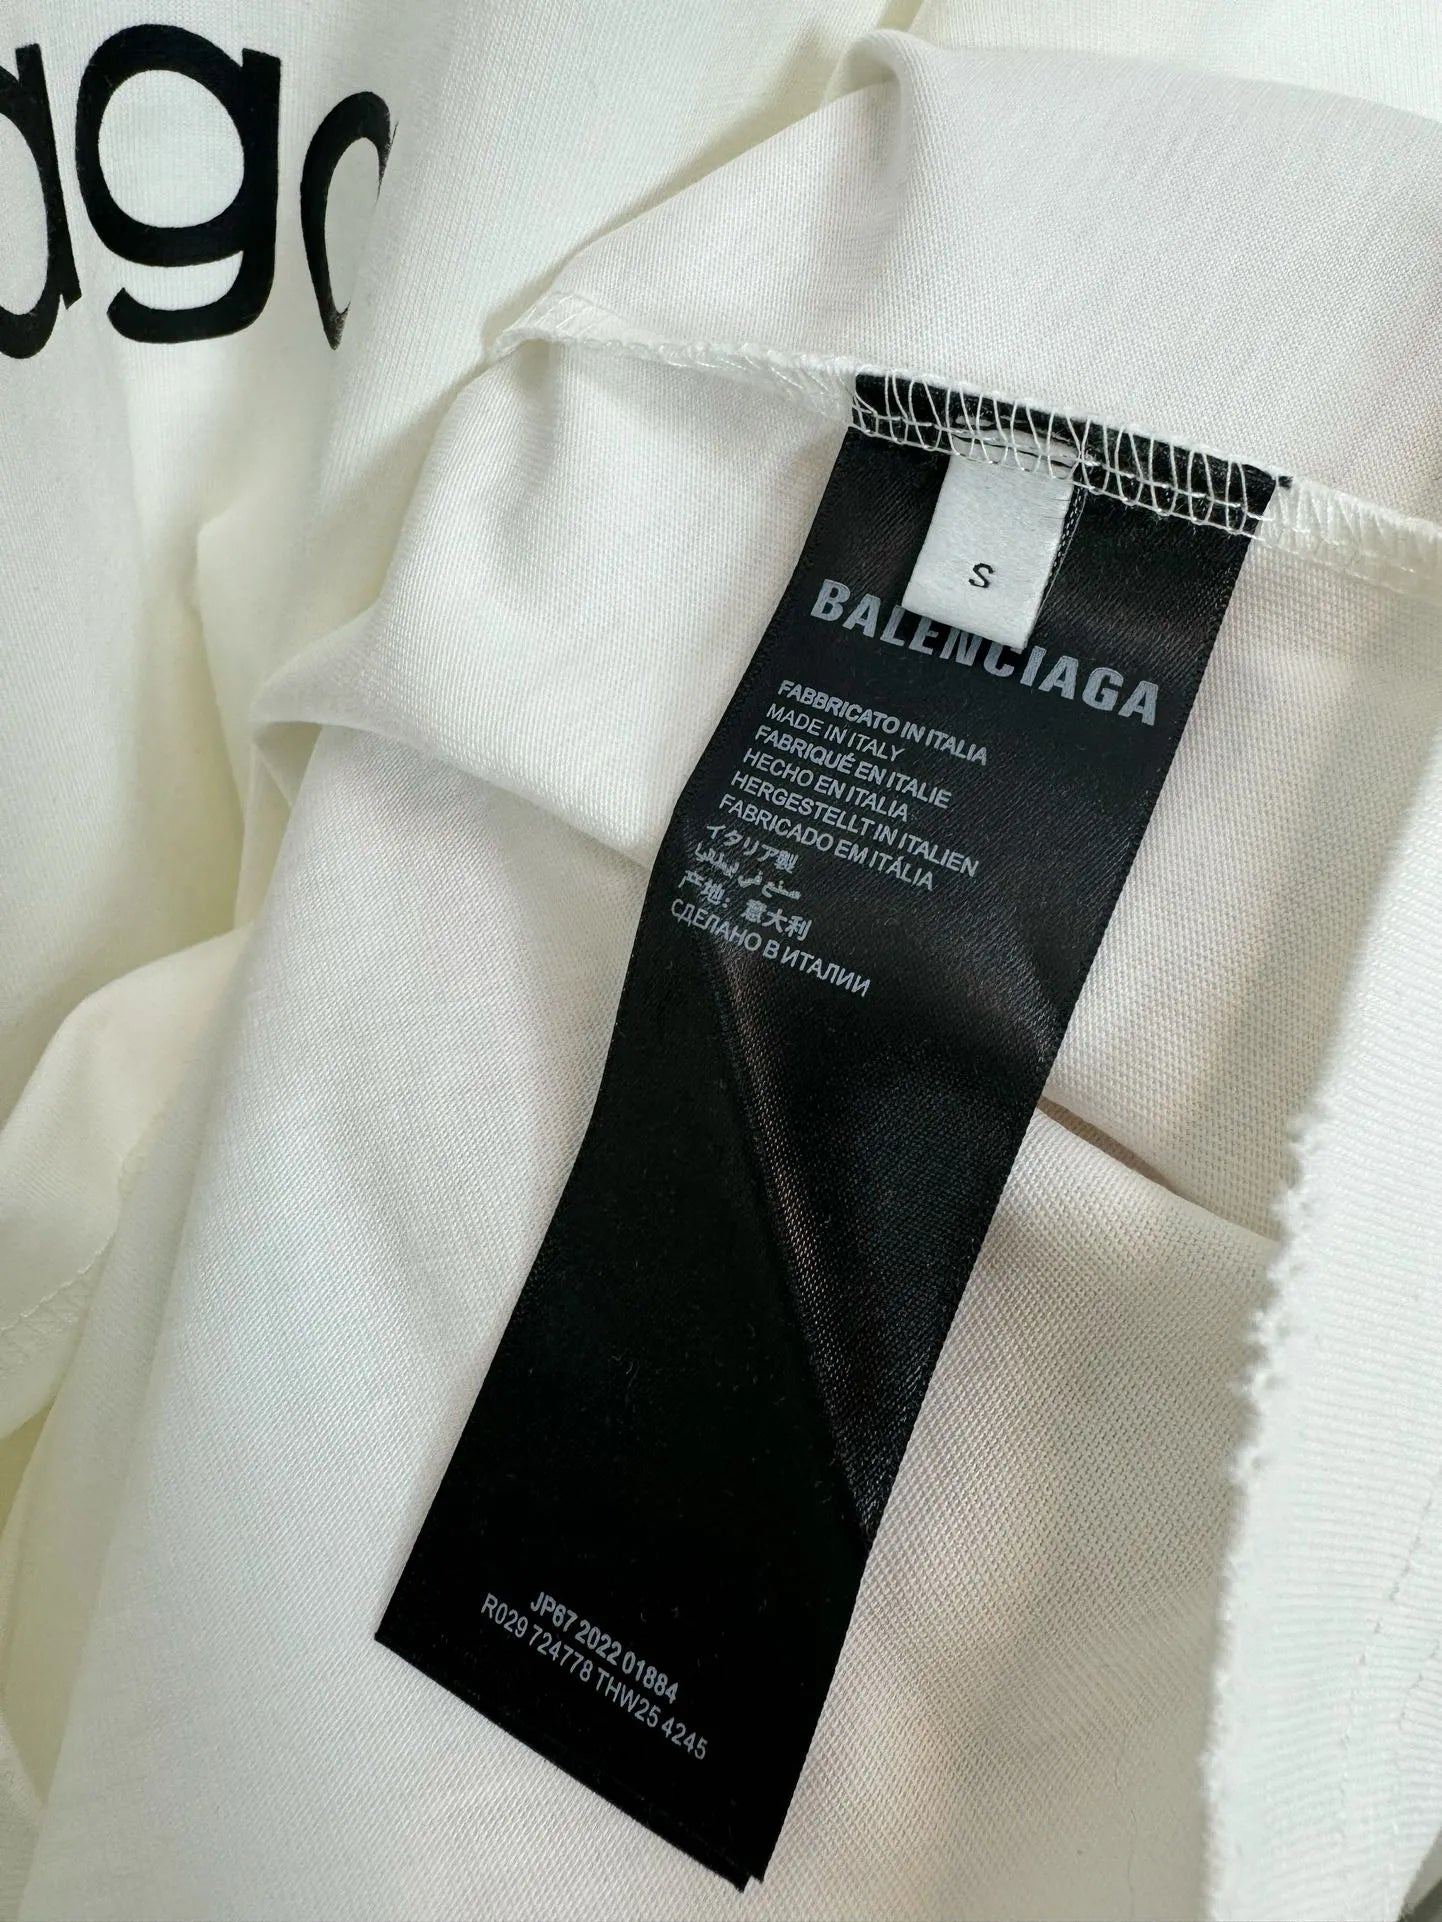 ago
S
BALENCIAGA
FABBRICATO IN ITALIA
MADE IN ITALY
FABRIQUÉ EN ITALIE
HECHO EN ITALIA
HERGESTELLT IN ITALIEN
FABRICADO EM ITÁLIA
イタリア製
صنع في إيطاليا
产地：意大利
СДЕЛАНО В ИТАЛИИ
JP67 2022 01884
R029 724778 THW25 4245